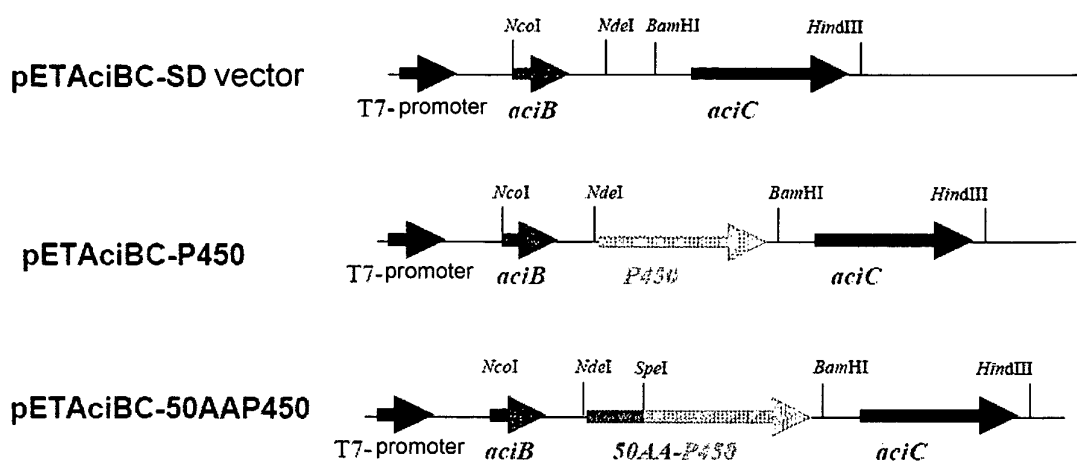 NcoI NdeI BamHI HindIII
pETAciBC-SD vector
T7-promoter aciB aciC
NcoI NdeI BamHI HindIII
pETAciBC-P450
T7-promoter aciB P450 aciC
NcoI NdeI SpeI BamHI HindIII
pETAciBC-50AAP450
T7-promoter aciB 50AA-P450 aciC